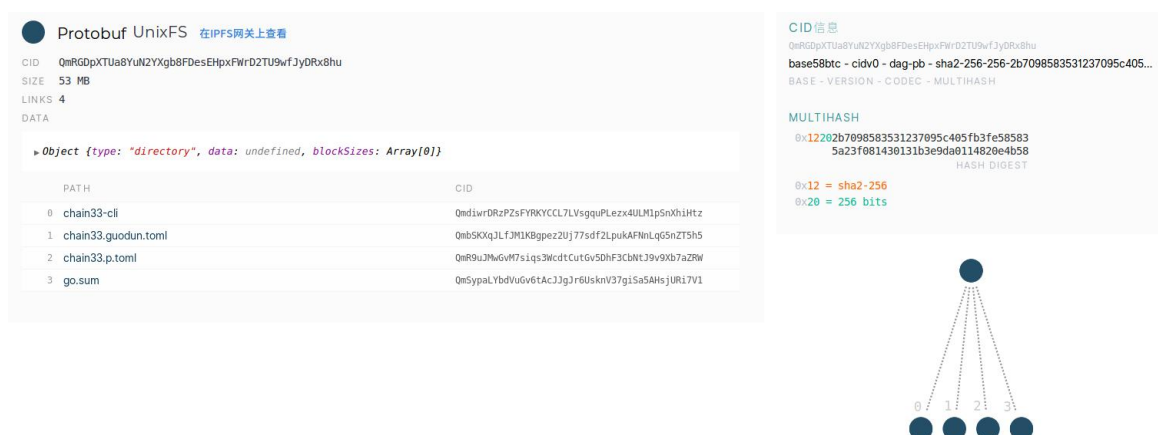 Protobuf UnixFS 在IPFS网关上查看
CID QmRGDpXTUa8YuN2YXgb8FDesEHpxFWrD2TU9wfJyDRx8hu
SIZE 53 MB
LINKS 4
DATA
▸ Object {type: "directory", data: undefined, blockSizes: Array[0]}
PATH CID
0 chain33-cli QmdiwrDRzPZsFYRKYCCL7LVsgquPLezx4ULM1pSnXhiHtz
1 chain33.guodun.toml QmbSKXqJLfJM1KBgpez2Uj77sdf2LpukAFNnLqG5nZT5h5
2 chain33.p.toml QmR9uJMwGvM7siqs3WcdtCutGv5DhF3CbNtJ9v9Xb7aZRW
3 go.sum QmSypaLYbdVuGv6tAcJJgJr6UsknV37giSa5AHsjURi7V1
CID信息
QmRGDpXTUa8YuN2YXgb8FDesEHpxFWrD2TU9wfJyDRx8hu
base58btc - cidv0 - dag-pb - sha2-256-256-2b7098583531237095c405...
BASE - VERSION - CODEC - MULTIHASH
MULTIHASH
0x12202b7098583531237095c405fb3fe58583
5a23f081430131b3e9da0114820e4b58
HASH DIGEST
0x12 = sha2-256
0x20 = 256 bits
0 1 2 3